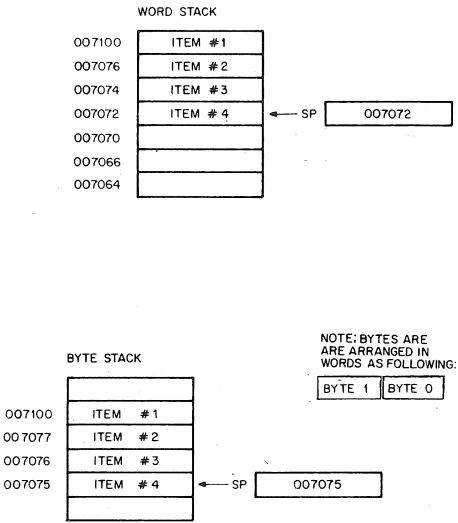 WORD STACK
007100 ITEM #1
007076 ITEM #2
007074 ITEM #3
007072 ITEM #4 SP 007072
007070
007066
007064
NOTE: BYTES ARE
ARE ARRANGED IN
WORDS AS FOLLOWING:
BYTE 1 BYTE 0
BYTE STACK
007100 ITEM #1
007077 ITEM #2
007076 ITEM #3
007075 ITEM #4 SP 007075